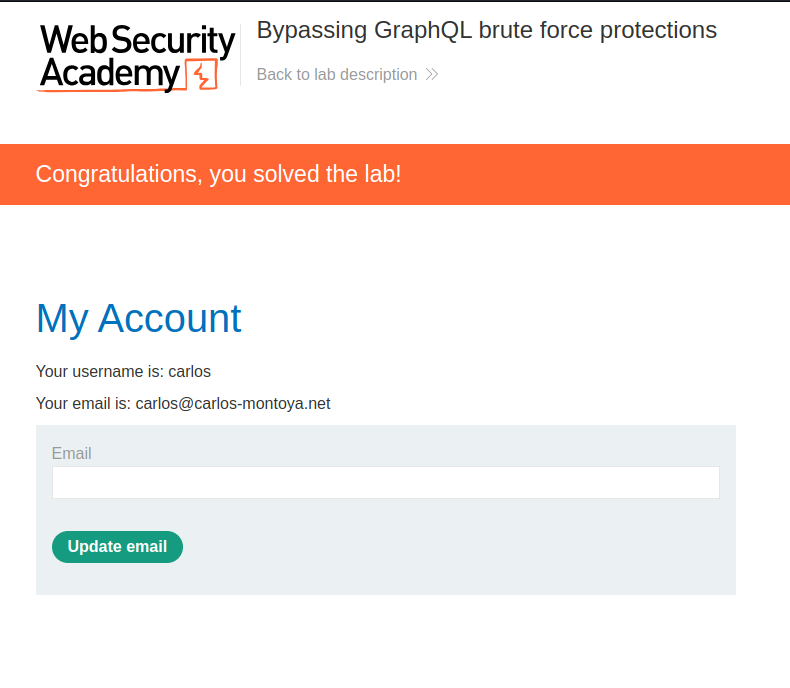 Web Security
Academy
Bypassing GraphQL brute force protections
Back to lab description
Congratulations, you solved the lab!
My Account
Your username is: carlos
Your email is: carlos@carlos-montoya.net
Email
Update email